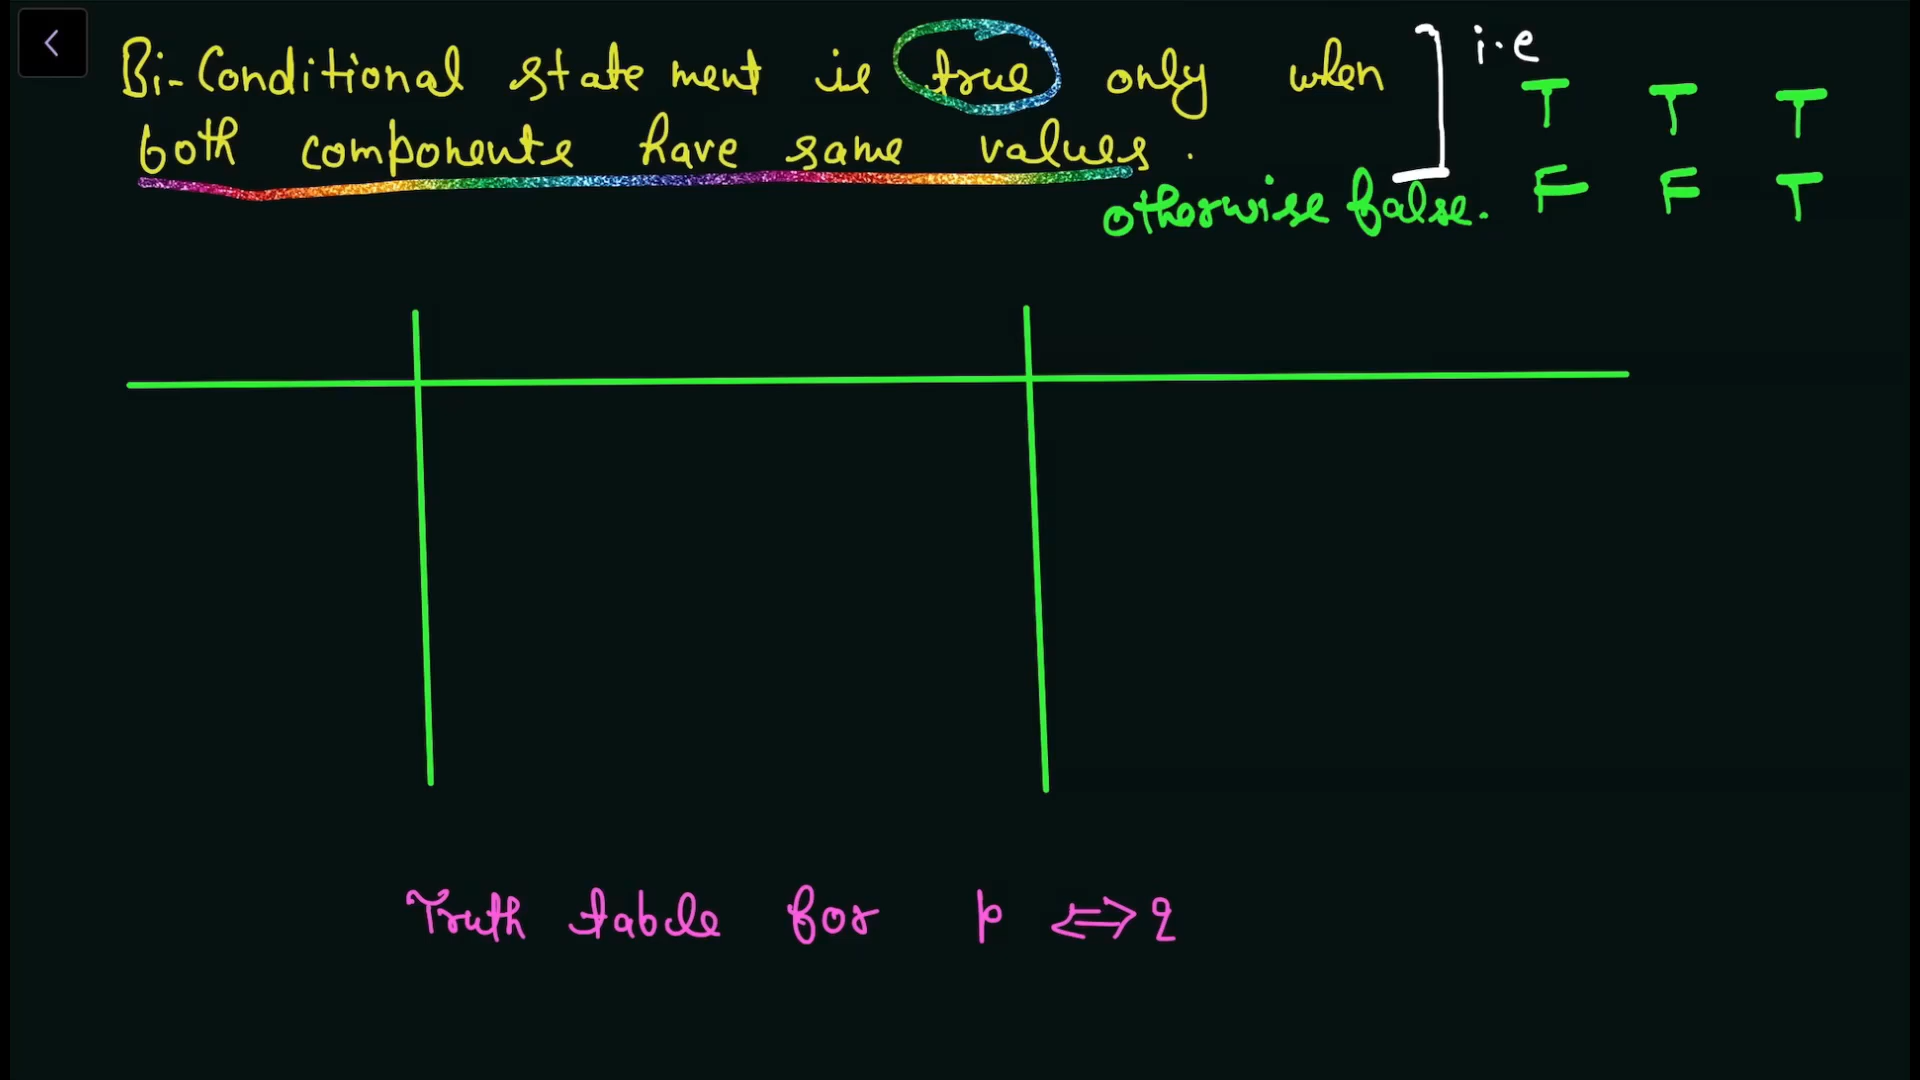 Bi-Conditional statement is true only when
both components have same values.
otherwise false.
i.e
T T T
F F T
Truth table for p ⇔ q